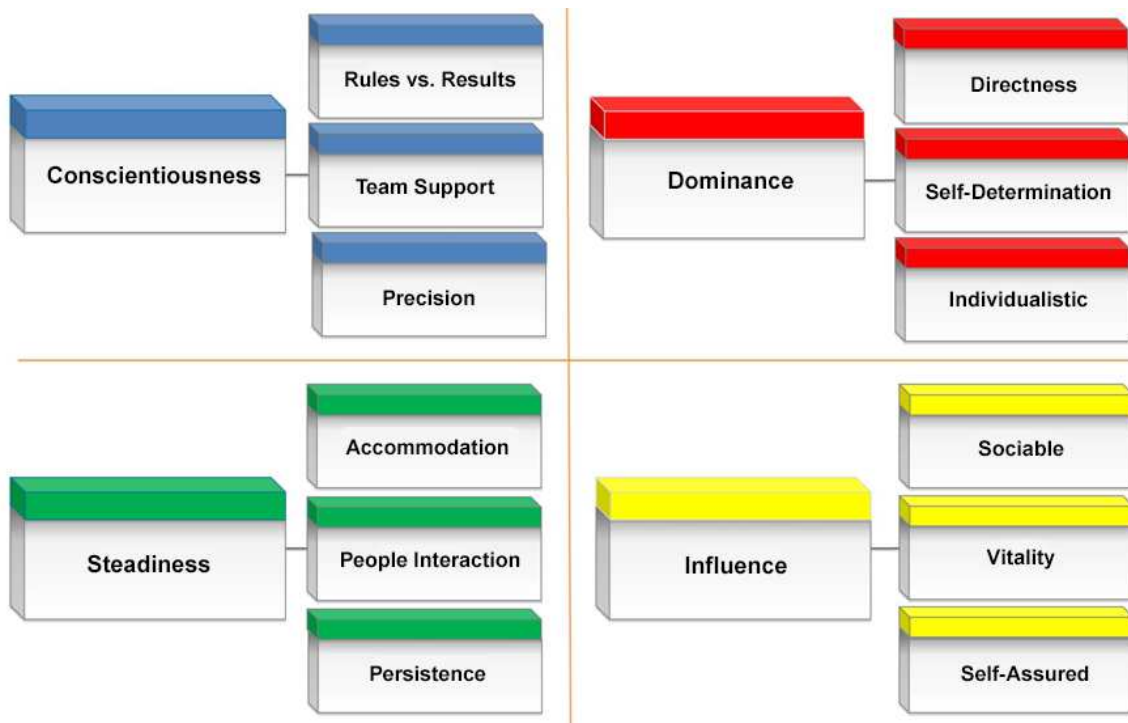 Conscientiousness
Rules vs. Results
Team Support
Precision
Dominance
Directness
Self-Determination
Individualistic
Steadiness
Accommodation
People Interaction
Persistence
Influence
Sociable
Vitality
Self-Assured